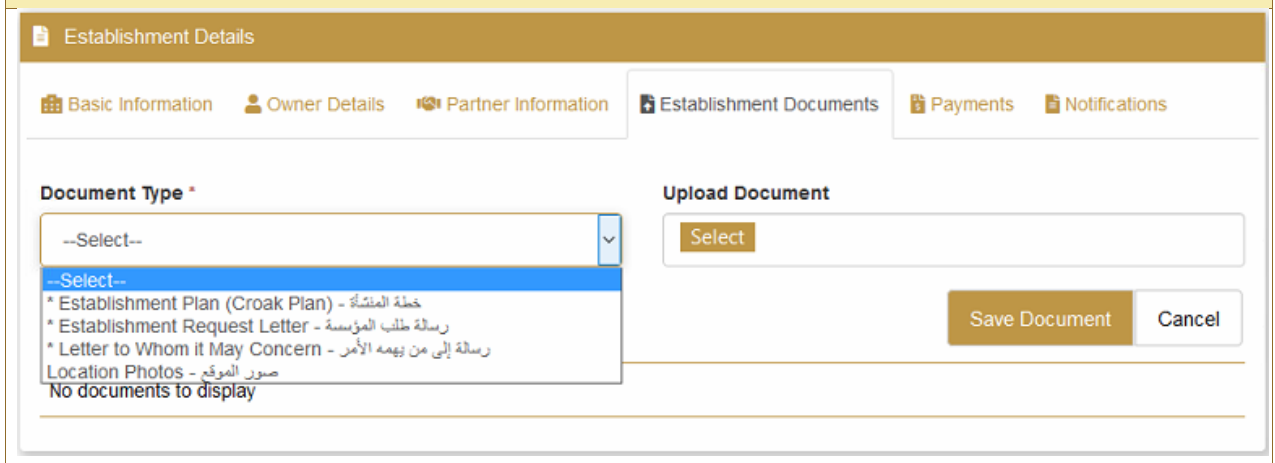 Establishment Details
Basic Information Owner Details Partner Information Establishment Documents Payments Notifications
Document Type *
Upload Document
--Select--
Select
--Select--
* Establishment Plan (Croak Plan) - خطة المنشأة
* Establishment Request Letter - رسالة طلب المؤسسة
* Letter to Whom it May Concern - رسالة إلى من يهمه الأمر
Location Photos - صور الموقع
Save Document Cancel
No documents to display